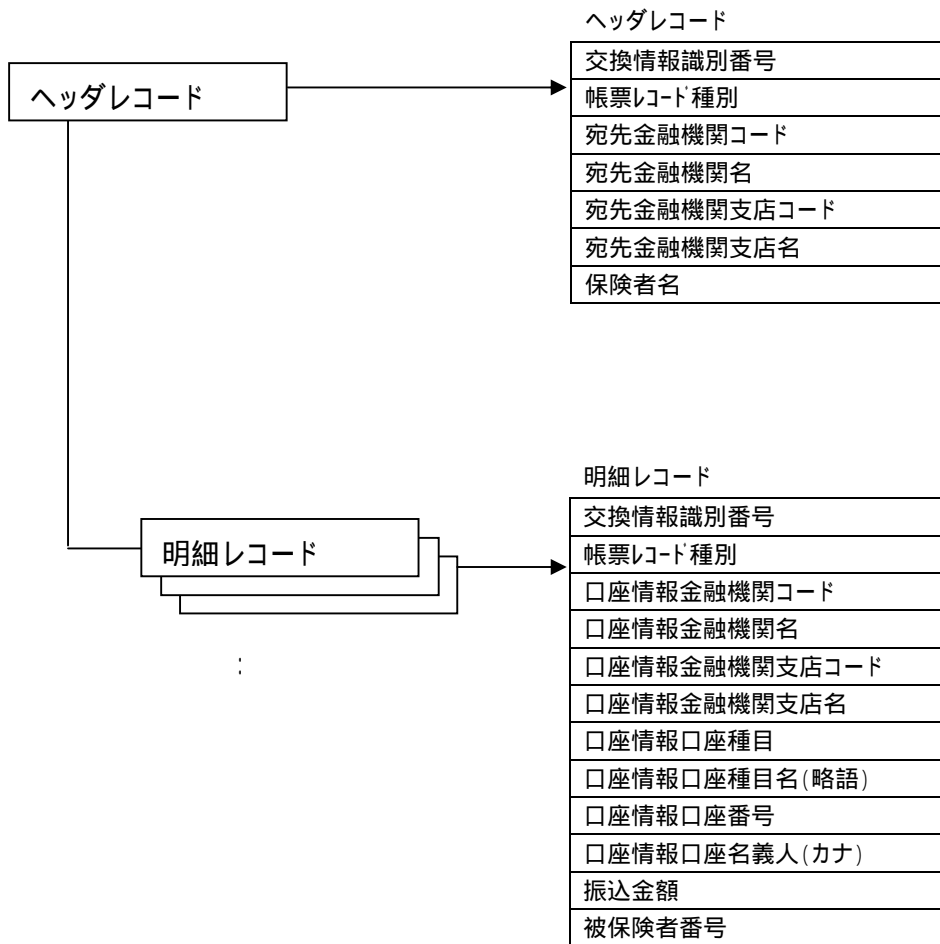 ヘッダレコード
ヘッダレコード
交換情報識別番号
帳票ﾚｺｰﾄﾞ種別
宛先金融機関コード
宛先金融機関名
宛先金融機関支店コード
宛先金融機関支店名
保険者名
明細レコード
明細レコード
:
交換情報識別番号
帳票ﾚｺｰﾄﾞ種別
口座情報金融機関コード
口座情報金融機関名
口座情報金融機関支店コード
口座情報金融機関支店名
口座情報口座種目
口座情報口座種目名(略語)
口座情報口座番号
口座情報口座名義人(カナ)
振込金額
被保険者番号